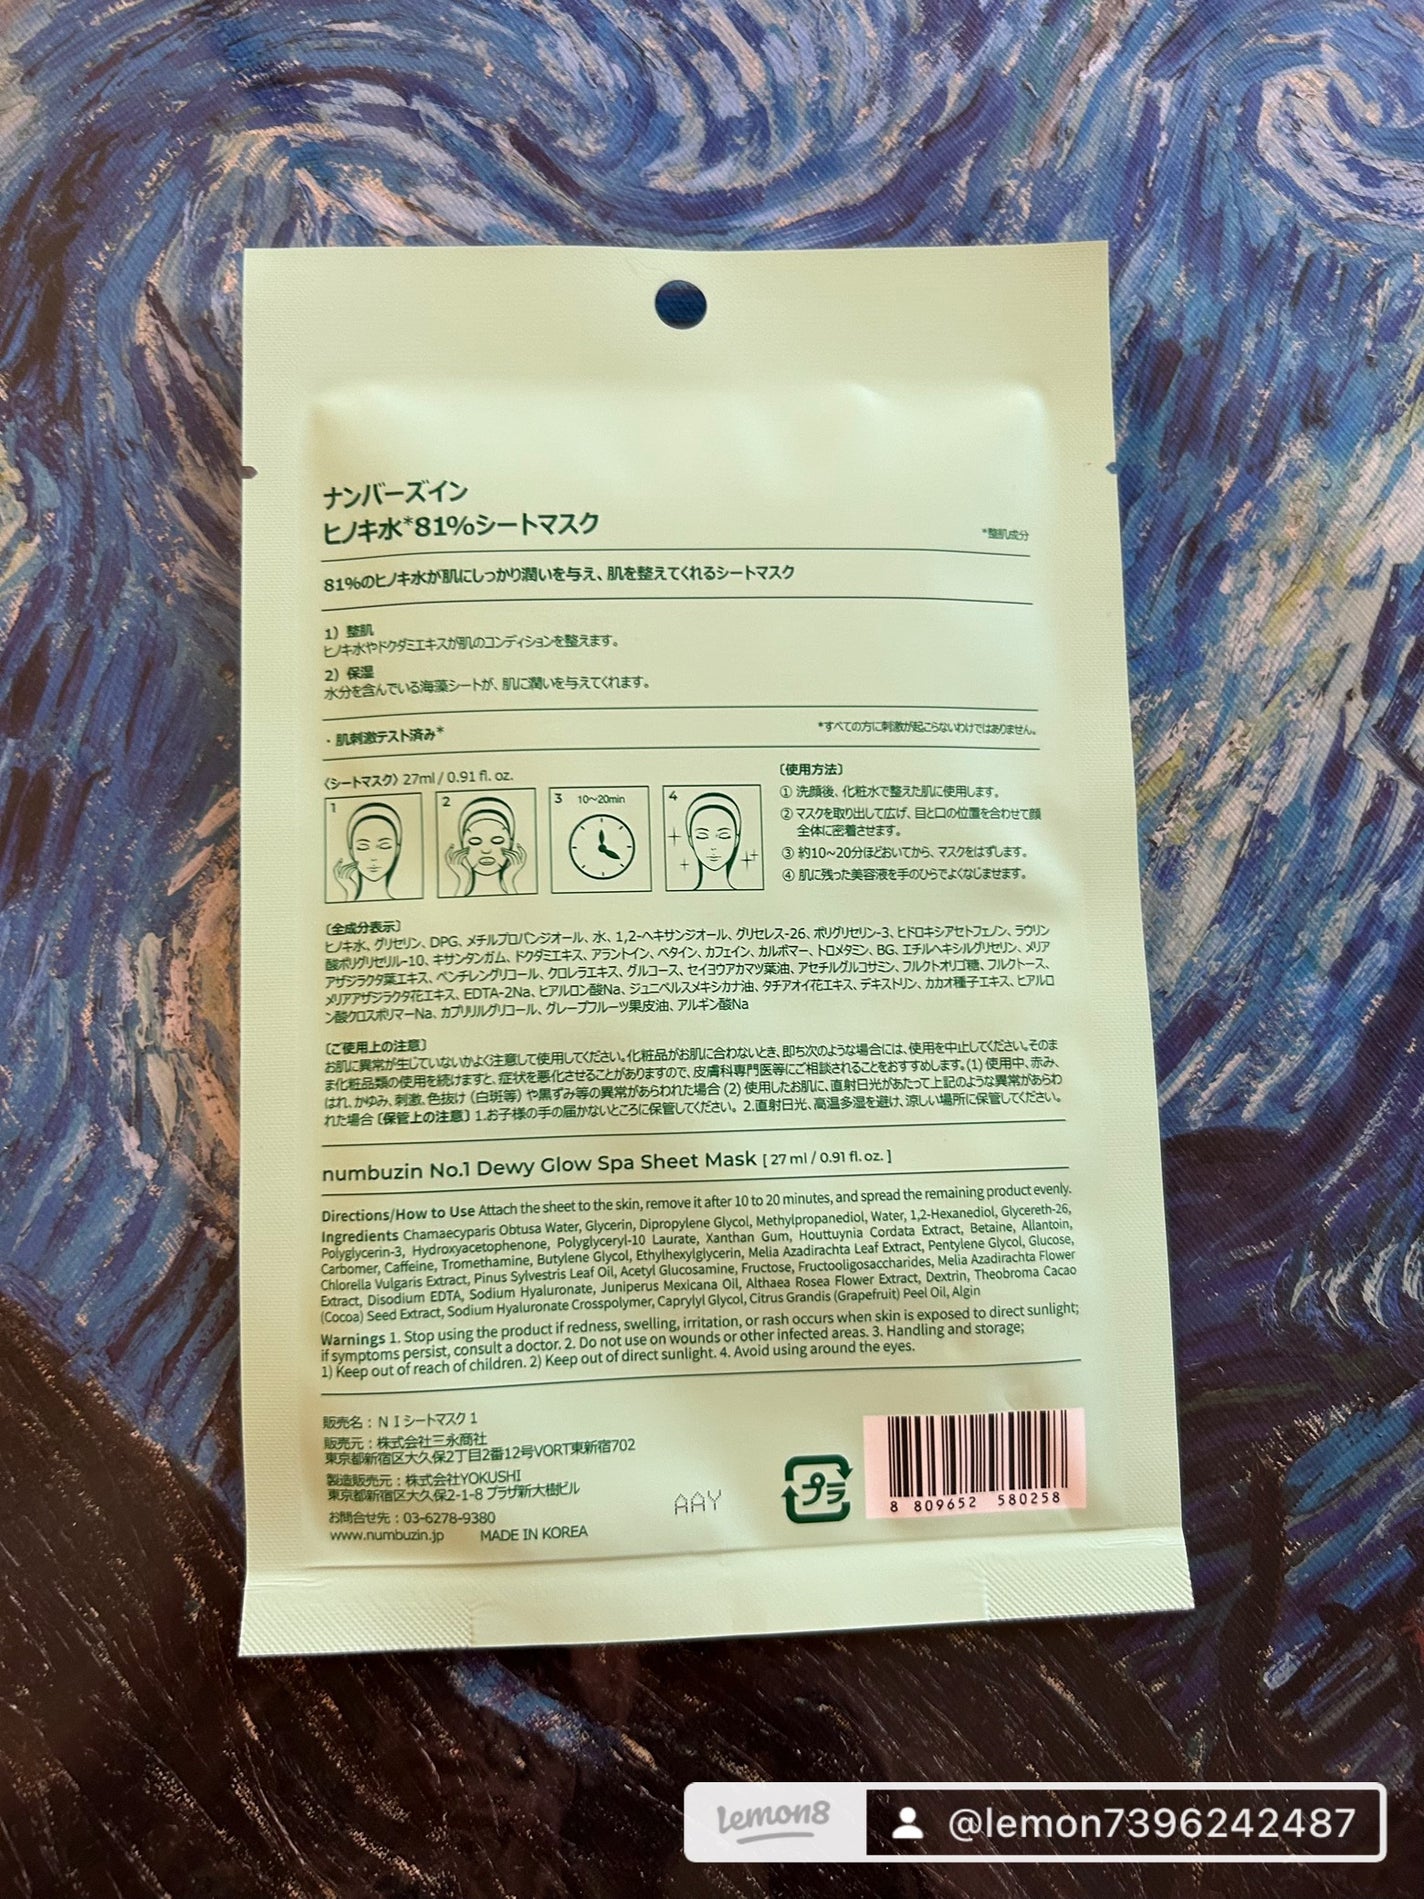 ナンバーズイン
ヒノキ水*81%シートマスク
*整肌成分
81%のヒノキ水が肌にしっかり潤いを与え、肌を整えてくれるシートマスク
1）整肌
ヒノキ水やドクダミエキスが肌のコンディションを整えます。
2）保湿
水分を含んでいる海藻シートが、肌に潤いを与えてくれます。
・肌刺激テスト済み*
*すべての方に刺激が起こらないわけではありません。
〈シートマスク〉27ml / 0.91 fl. oz.
1
2
3 10〜20min
4
〔使用方法〕
① 洗顔後、化粧水で整えた肌に使用します。
② マスクを取り出して広げ、目と口の位置を合わせて顔
全体に密着させます。
③ 約10〜20分ほどおいてから、マスクをはずします。
④ 肌に残った美容液を手のひらでよくなじませます。
〔全成分表示〕
ヒノキ水、グリセリン、DPG、メチルプロパンジオール、水、1,2-ヘキサンジオール、グリセレス-26、ポリグリセリン-3、ヒドロキシアセトフェノン、ラウリン
酸ポリグリセリル-10、キサンタンガム、ドクダミエキス、アラントイン、ベタイン、カフェイン、カルボマー、トロメタミン、BG、エチルヘキシルグリセリン、メリア
アザジラクタ葉エキス、ペンチレングリコール、クロレラエキス、グルコース、セイヨウアカマツ葉油、アセチルグルコサミン、フルクトオリゴ糖、フルクトース、
メリアアザジラクタ花エキス、EDTA-2Na、ヒアルロン酸Na、ジュニペルスメキシカナ油、タチアオイ花エキス、デキストリン、カカオ種子エキス、ヒアルロ
ン酸クロスポリマーNa、カプリリルグリコール、グレープフルーツ果皮油、アルギン酸Na
〔ご使用上の注意〕
お肌に異常が生じていないかよく注意して使用してください。化粧品がお肌に合わないとき、即ち次のような場合には、使用を中止してください。そのま
ま化粧品類の使用を続けますと、症状を悪化させることがありますので、皮膚科専門医等にご相談されることをおすすめします。(1) 使用中、赤み、
はれ、かゆみ、刺激、色抜け（白斑等）や黒ずみ等の異常があらわれた場合 (2) 使用したお肌に、直射日光があたって上記のような異常があらわ
れた場合〔保管上の注意〕1.お子様の手の届かないところに保管してください。2.直射日光、高温多湿を避け、涼しい場所に保管してください。
numbuzin No.1 Dewy Glow Spa Sheet Mask [ 27 ml / 0.91 fl. oz. ]
Directions/How to Use Attach the sheet to the skin, remove it after 10 to 20 minutes, and spread the remaining product evenly.
Ingredients Chamaecyparis Obtusa Water, Glycerin, Dipropylene Glycol, Methylpropanediol, Water, 1,2-Hexanediol, Glycereth-26,
Polyglycerin-3, Hydroxyacetophenone, Polyglyceryl-10 Laurate, Xanthan Gum, Houttuynia Cordata Extract, Betaine, Allantoin,
Carbomer, Caffeine, Tromethamine, Butylene Glycol, Ethylhexylglycerin, Melia Azadirachta Leaf Extract, Pentylene Glycol, Glucose,
Chlorella Vulgaris Extract, Pinus Sylvestris Leaf Oil, Acetyl Glucosamine, Fructose, Fructooligosaccharides, Melia Azadirachta Flower
Extract, Disodium EDTA, Sodium Hyaluronate, Juniperus Mexicana Oil, Althaea Rosea Flower Extract, Dextrin, Theobroma Cacao
(Cocoa) Seed Extract, Sodium Hyaluronate Crosspolymer, Caprylyl Glycol, Citrus Grandis (Grapefruit) Peel Oil, Algin
Warnings 1. Stop using the product if redness, swelling, irritation, or rash occurs when skin is exposed to direct sunlight;
if symptoms persist, consult a doctor. 2. Do not use on wounds or other infected areas. 3. Handling and storage;
1) Keep out of reach of children. 2) Keep out of direct sunlight. 4. Avoid using around the eyes.
販売名：ＮＩシートマスク１
販売元：株式会社三永商社
東京都新宿区大久保2丁目2番12号VORT東新宿702
製造販売元：株式会社YOKUSHI
東京都新宿区大久保2-1-8 プラザ新大樹ビル
お問合せ先：03-6278-9380
www.numbuzin.jp MADE IN KOREA
AAY
プラ
8 809652 580258
lemon8 @lemon7396242487